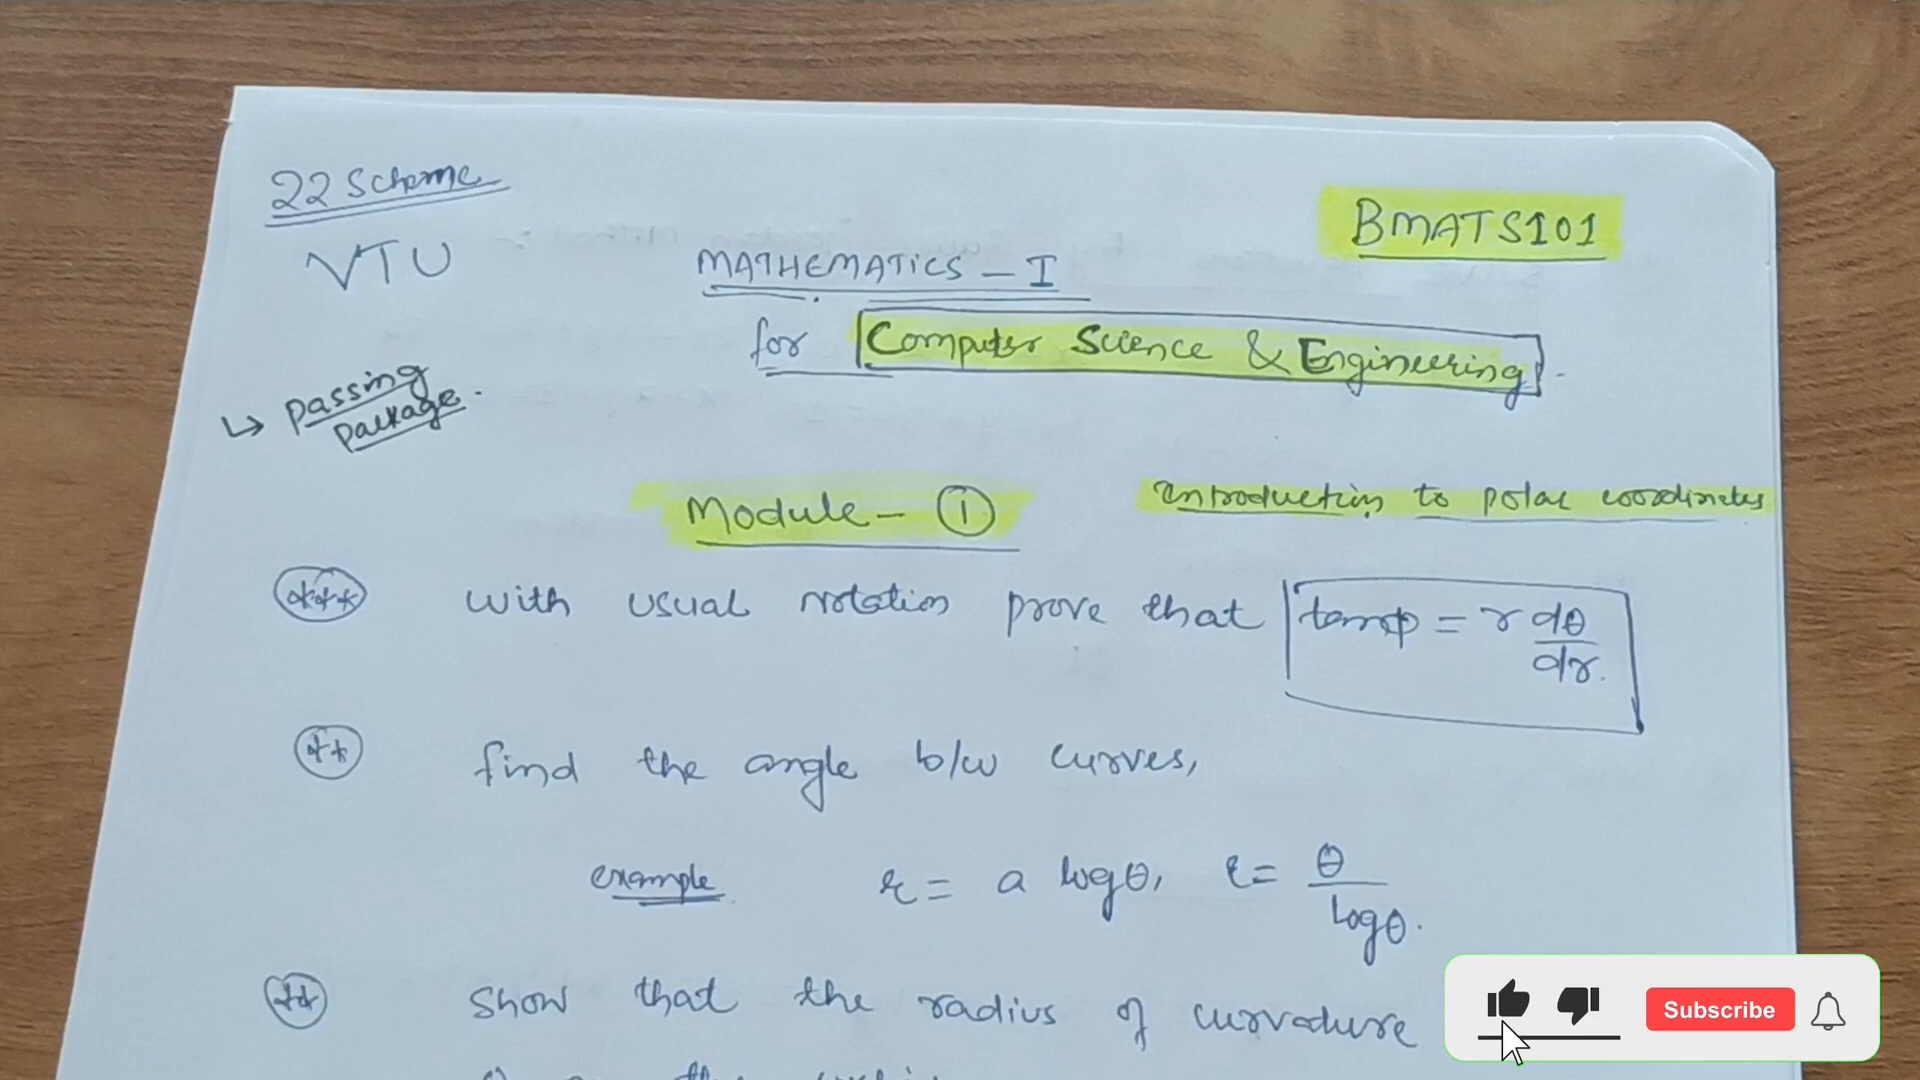 22 Scheme
VTU
BMATS101
MATHEMATICS - I
for Computer Science & Engineering.
↳ passing
package.
Module - ①
Introduction to polar coordinates
*** with usual notation prove that tanφ = r dθ/dr.
** find the angle b/w curves,
example r = a logθ, r = θ/logθ.
** Show that the radius of curvature
Subscribe